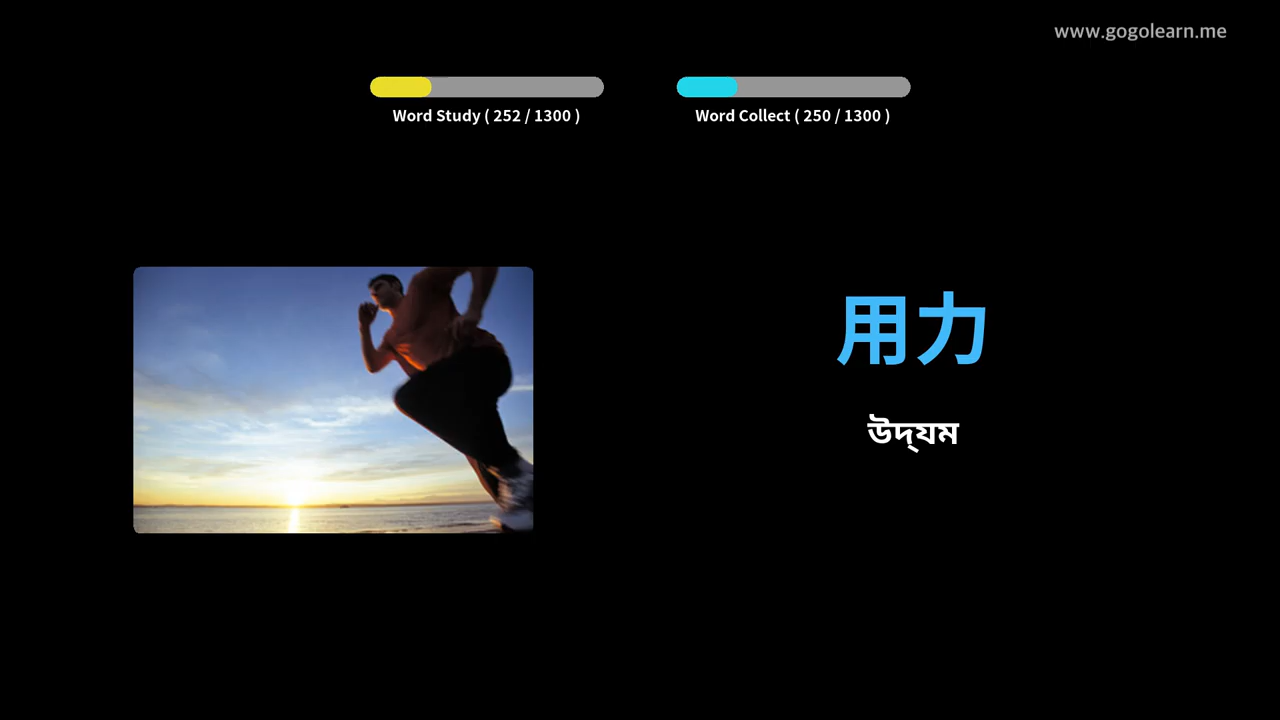 www.gogolearn.me
Word Study ( 252 / 1300 )
Word Collect ( 250 / 1300 )
用力
উদ্‌যম